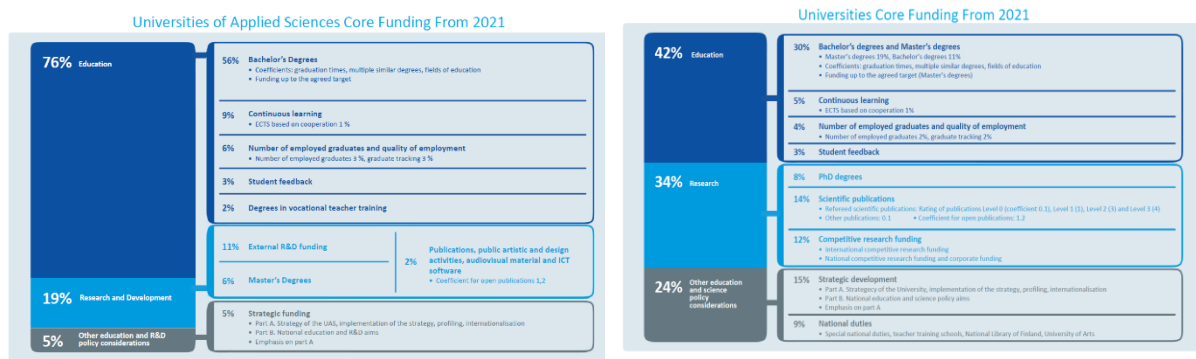 Universities of Applied Sciences Core Funding From 2021
76% Education
56% Bachelor's Degrees
• Coefficients: graduation times, multiple similar degrees, fields of education
• Funding up to the agreed target
9% Continuous learning
• ECTS based on cooperation 1 %
6% Number of employed graduates and quality of employment
• Number of employed graduates 3 %, graduate tracking 3 %
3% Student feedback
2% Degrees in vocational teacher training
19% Research and Development
11% External R&D funding
6% Master's Degrees
2% Publications, public artistic and design
activities, audiovisual material and ICT
software
• Coefficient for open publications 1,2
5% Other education and R&D
policy considerations
5% Strategic funding
• Part A. Strategy of the UAS, implementation of the strategy, profiling, internationalisation
• Part B. National education and R&D aims
• Emphasis on part A
Universities Core Funding From 2021
42% Education
30% Bachelor's degrees and Master's degrees
• Master's degrees 19%, Bachelor's degrees 11%
• Coefficients: graduation times, multiple similar degrees, fields of education
• Funding up to the agreed target (Master's degrees)
5% Continuous learning
• ECTS based on cooperation 1%
4% Number of employed graduates and quality of employment
• Number of employed graduates 2%, graduate tracking 2%
3% Student feedback
34% Research
8% PhD degrees
14% Scientific publications
• Refereed scientific publications: Rating of publications Level 0 (coefficient 0.1), Level 1 (1), Level 2 (3) and Level 3 (4)
• Other publications: 0.1 • Coefficient for open publications: 1.2
12% Competitive research funding
• International competitive research funding
• National competitive research funding and corporate funding
24% Other education
and science
policy
considerations
15% Strategic development
• Part A. of the University, implementation of the strategy, profiling, internationalisation
• Part B. National education and science policy aims
• Emphasis on part A
9% National duties
• Special national duties, teacher training schools, National Library of Finland, University of Arts